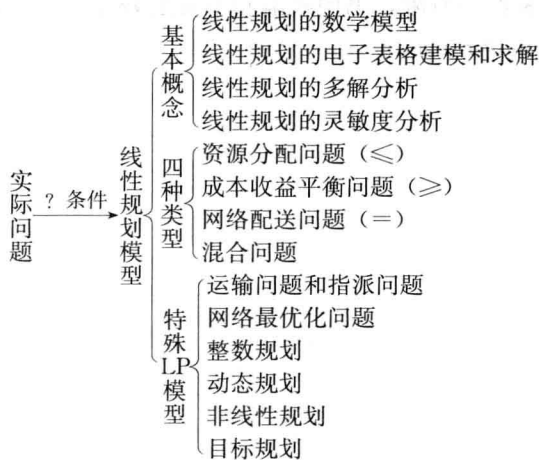 实际问题
? 条件
线性规划模型
基本概念
线性规划的数学模型
线性规划的电子表格建模和求解
线性规划的多解分析
线性规划的灵敏度分析
四种类型
资源分配问题（≤）
成本收益平衡问题（≥）
网络配送问题（=）
混合问题
特殊LP模型
运输问题和指派问题
网络最优化问题
整数规划
动态规划
非线性规划
目标规划